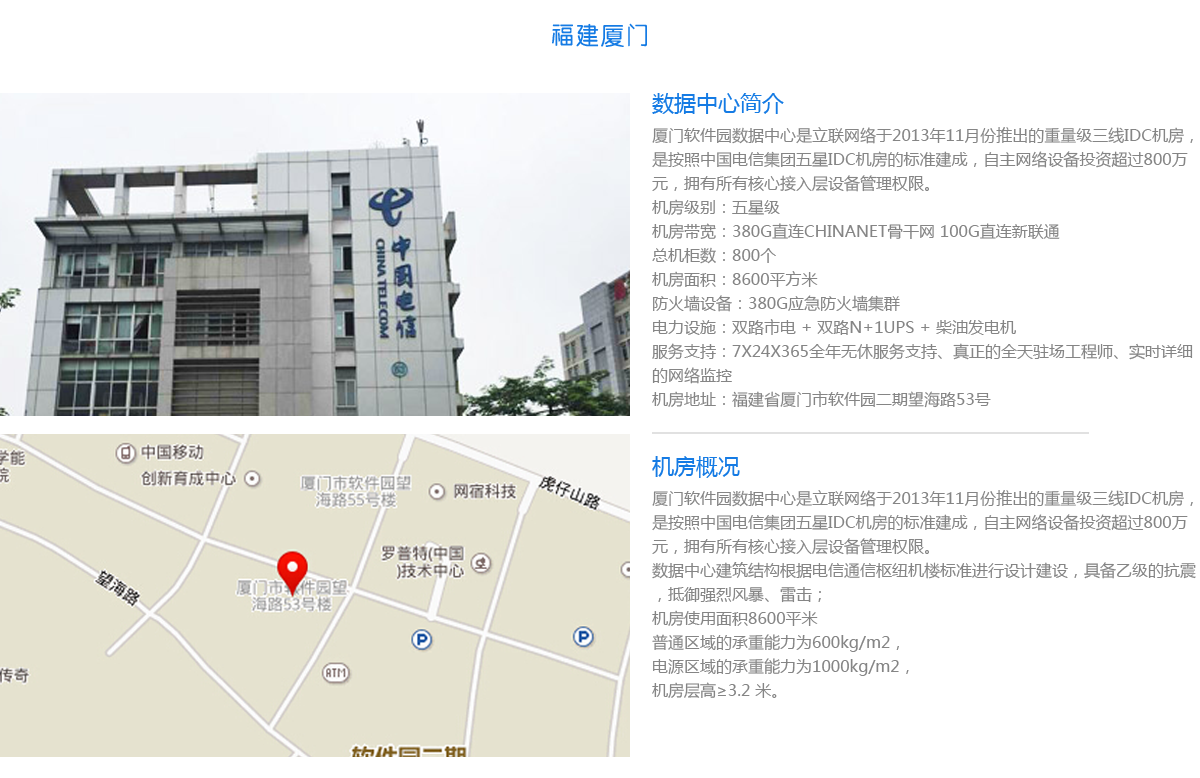 福建厦门
中国电信
CHINA TELECOM
数据中心简介
厦门软件园数据中心是立联网络于2013年11月份推出的重量级三线IDC机房，
是按照中国电信集团五星IDC机房的标准建成，自主网络设备投资超过800万
元，拥有所有核心接入层设备管理权限。
机房级别：五星级
机房带宽：380G直连CHINANET骨干网 100G直连新联通
总机柜数：800个
机房面积：8600平方米
防火墙设备：380G应急防火墙集群
电力设施：双路市电 + 双路N+1UPS + 柴油发电机
服务支持：7X24X365全年无休服务支持、真正的全天驻场工程师、实时详细
的网络监控
机房地址：福建省厦门市软件园二期望海路53号
学能
院
中国移动
创新育成中心
厦门市软件园望
海路55号楼
网宿科技
虎仔山路
罗普特(中国
)技术中心
望海路
厦门市软件园望
海路53号楼
P
P
传奇
ATM
软件园二期
机房概况
厦门软件园数据中心是立联网络于2013年11月份推出的重量级三线IDC机房，
是按照中国电信集团五星IDC机房的标准建成，自主网络设备投资超过800万
元，拥有所有核心接入层设备管理权限。
数据中心建筑结构根据电信通信枢纽机楼标准进行设计建设，具备乙级的抗震
，抵御强烈风暴、雷击；
机房使用面积8600平米
普通区域的承重能力为600kg/m2，
电源区域的承重能力为1000kg/m2，
机房层高≥3.2 米。